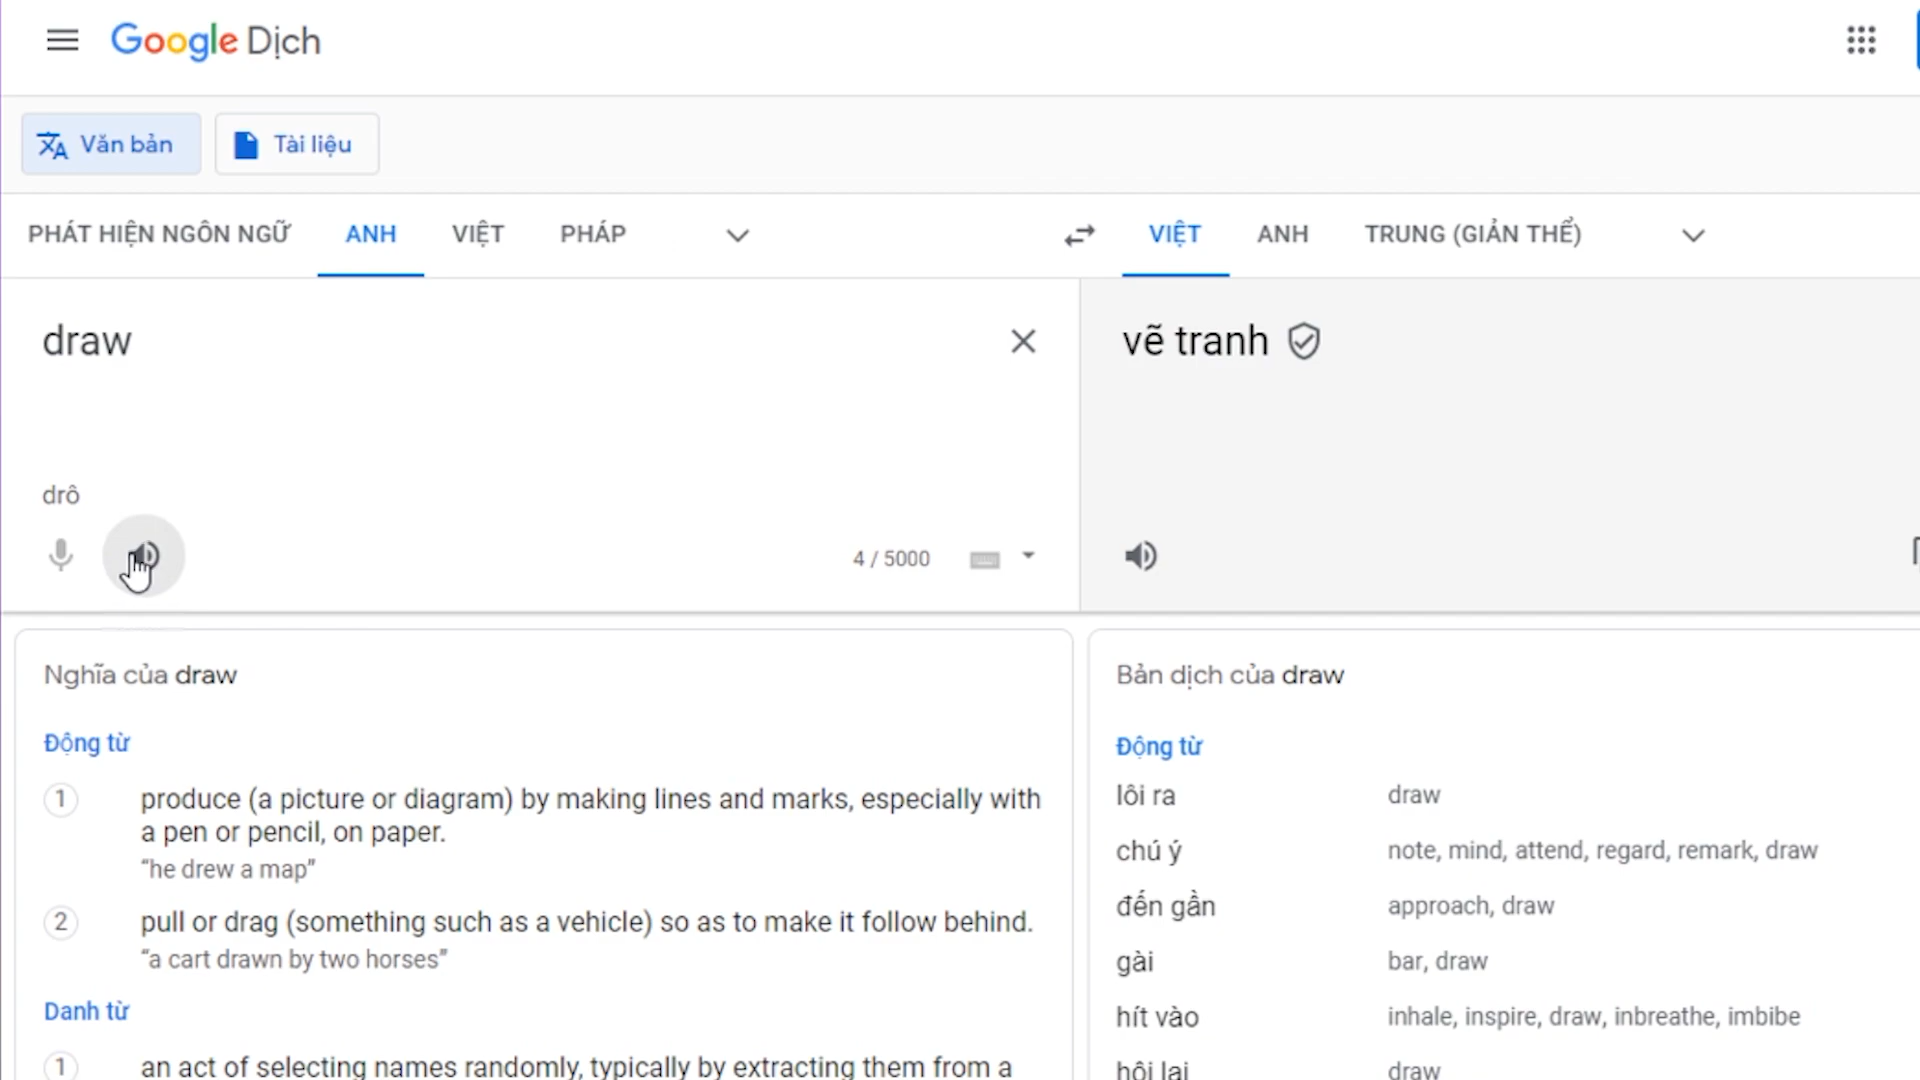 Google Dịch
Văn bản
Tài liệu
PHÁT HIỆN NGÔN NGỮ ANH VIỆT PHÁP
VIỆT ANH TRUNG (GIẢN THỂ)
draw
vẽ tranh
drô
4 / 5000
Nghĩa của draw
Động từ
1 produce (a picture or diagram) by making lines and marks, especially with
a pen or pencil, on paper.
“he drew a map”
2 pull or drag (something such as a vehicle) so as to make it follow behind.
“a cart drawn by two horses”
Danh từ
1 an act of selecting names randomly, typically by extracting them from a
Bản dịch của draw
Động từ
lôi ra draw
chú ý note, mind, attend, regard, remark, draw
đến gần approach, draw
gài bar, draw
hít vào inhale, inspire, draw, inbreathe, imbibe
draw